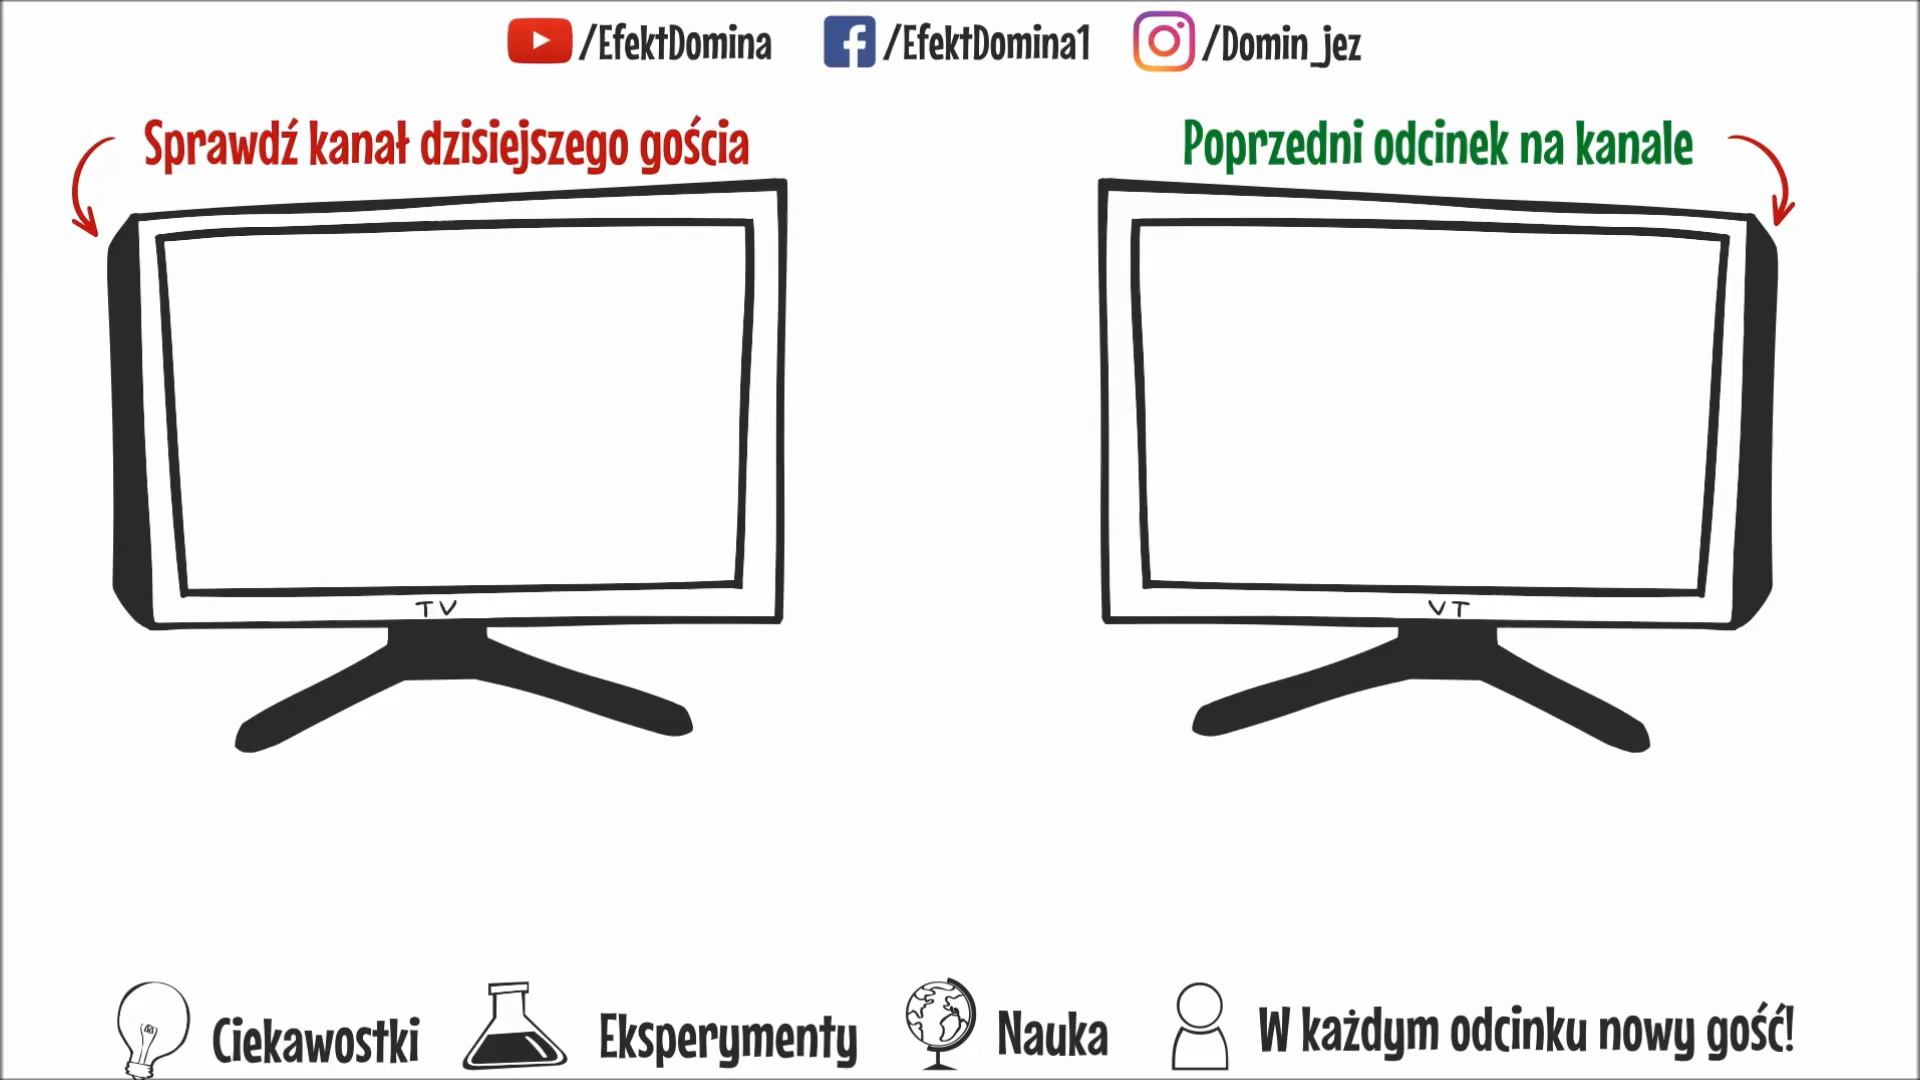 /EfektDomina /EfektDomina1 /Domin_jez
Sprawdź kanał dzisiejszego gościa
Poprzedni odcinek na kanale
TV
VT
Ciekawostki Eksperymenty Nauka W każdym odcinku nowy gość!